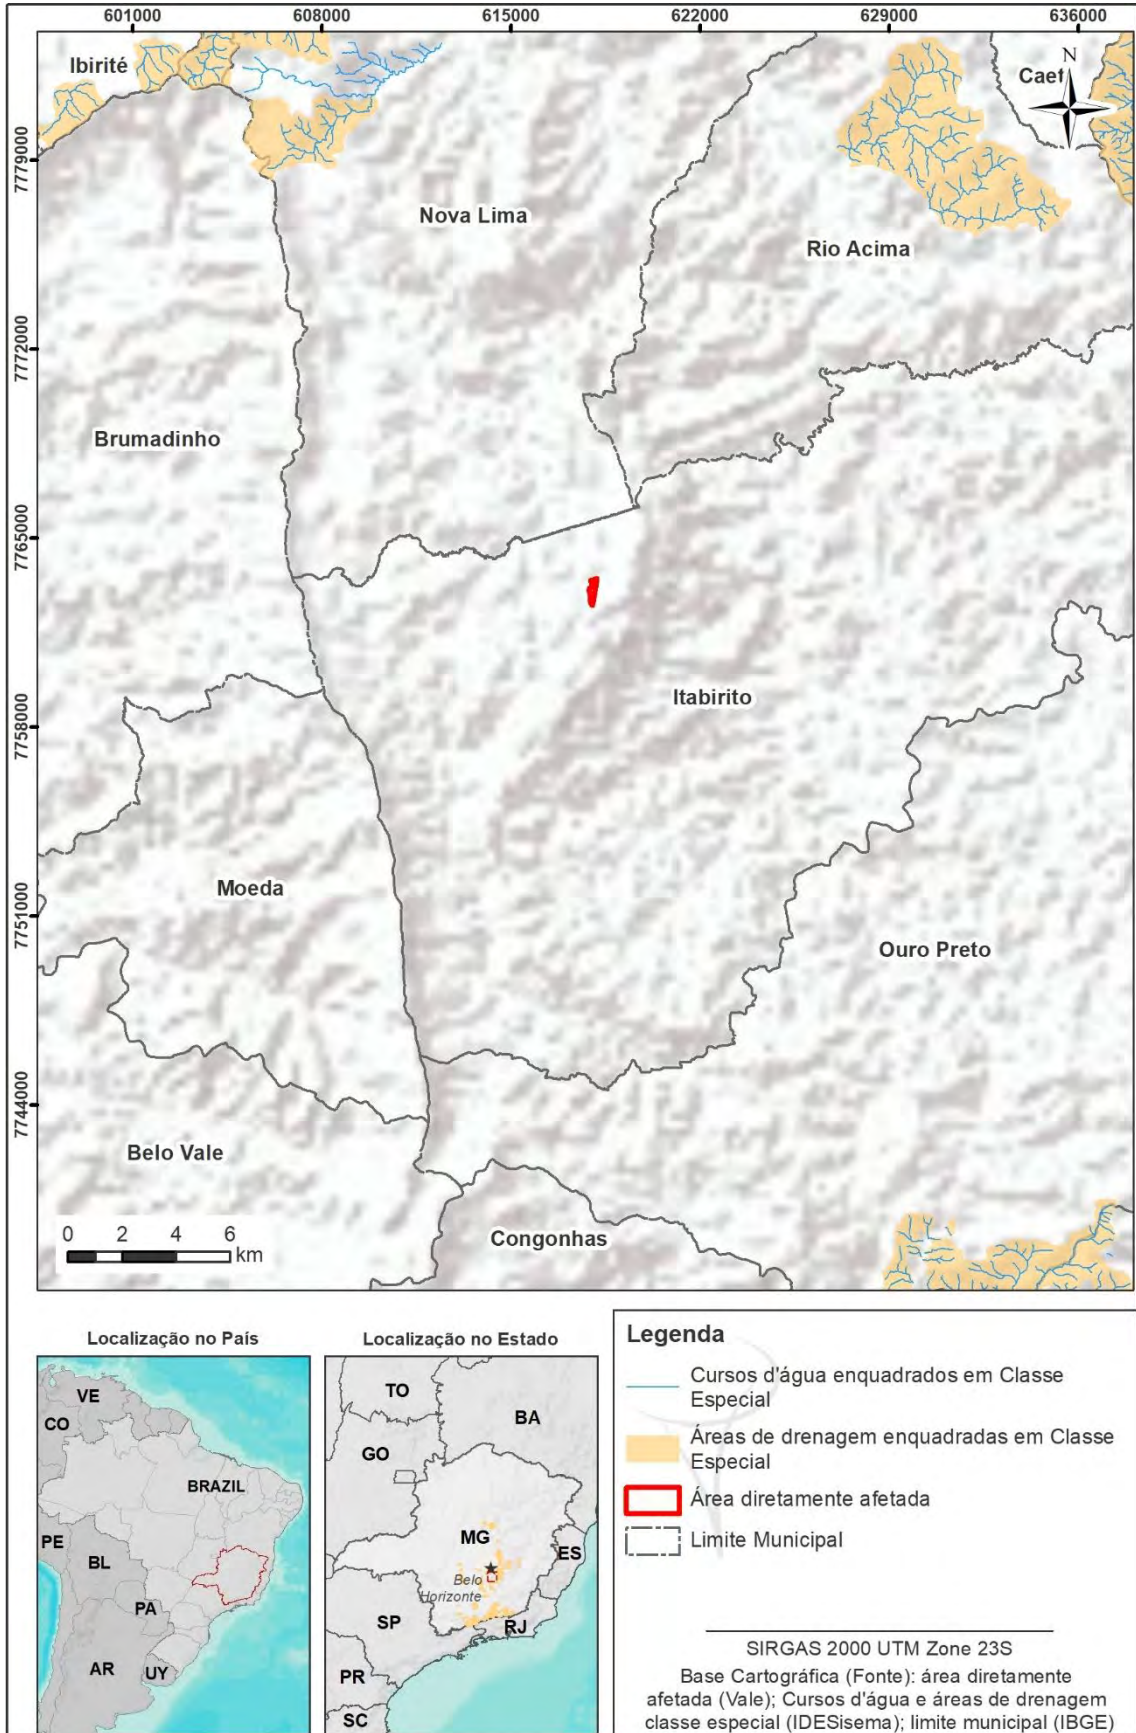 601000 608000 615000 622000 629000 636000
Ibirité
N
Caet
7779000
Nova Lima
Rio Acima
7772000
Brumadinho
7765000
Itabirito
7758000
Moeda
7751000
Ouro Preto
7744000
Belo Vale
0 2 4 6
km
Congonhas
Localização no País
VE
CO
BRAZIL
PE
BL
PA
AR
UY
Localização no Estado
TO
BA
GO
MG
ES
Belo
Horizonte
SP
RJ
PR
SC
Legenda
Cursos d'água enquadrados em Classe
Especial
Áreas de drenagem enquadradas em Classe
Especial
Área diretamente afetada
Limite Municipal
SIRGAS 2000 UTM Zone 23S
Base Cartográfica (Fonte): área diretamente
afetada (Vale); Cursos d'água e áreas de drenagem
classe especial (IDESisema); limite municipal (IBGE)